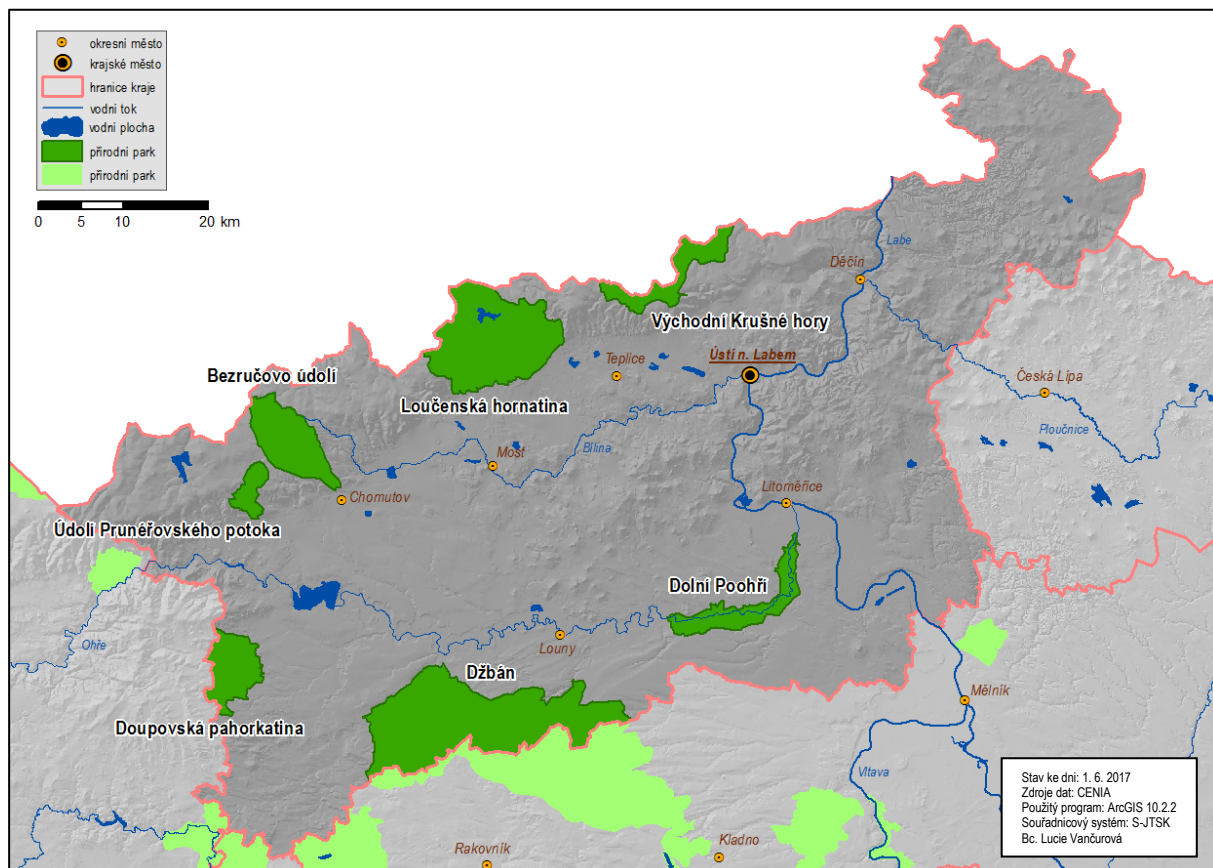 okresní město
krajské město
hranice kraje
vodní tok
vodní plocha
přírodní park
přírodní park
0 5 10 20 km
Labe
Děčín
Východní Krušné hory
Ústí n. Labem
Teplice
Bezručovo údolí
Česká Lípa
Loučenská hornatina
Ploučnice
Bílina
Most
Chomutov
Litoměřice
Údolí Prunéřovského potoka
Dolní Poohří
Ohře
Louny
Džbán
Mělník
Doupovská pahorkatina
Vltava
Stav ke dni: 1. 6. 2017
Zdroje dat: CENIA
Použitý program: ArcGIS 10.2.2
Souřadnicový systém: S-JTSK
Bc. Lucie Vančurová
Kladno
Rakovník